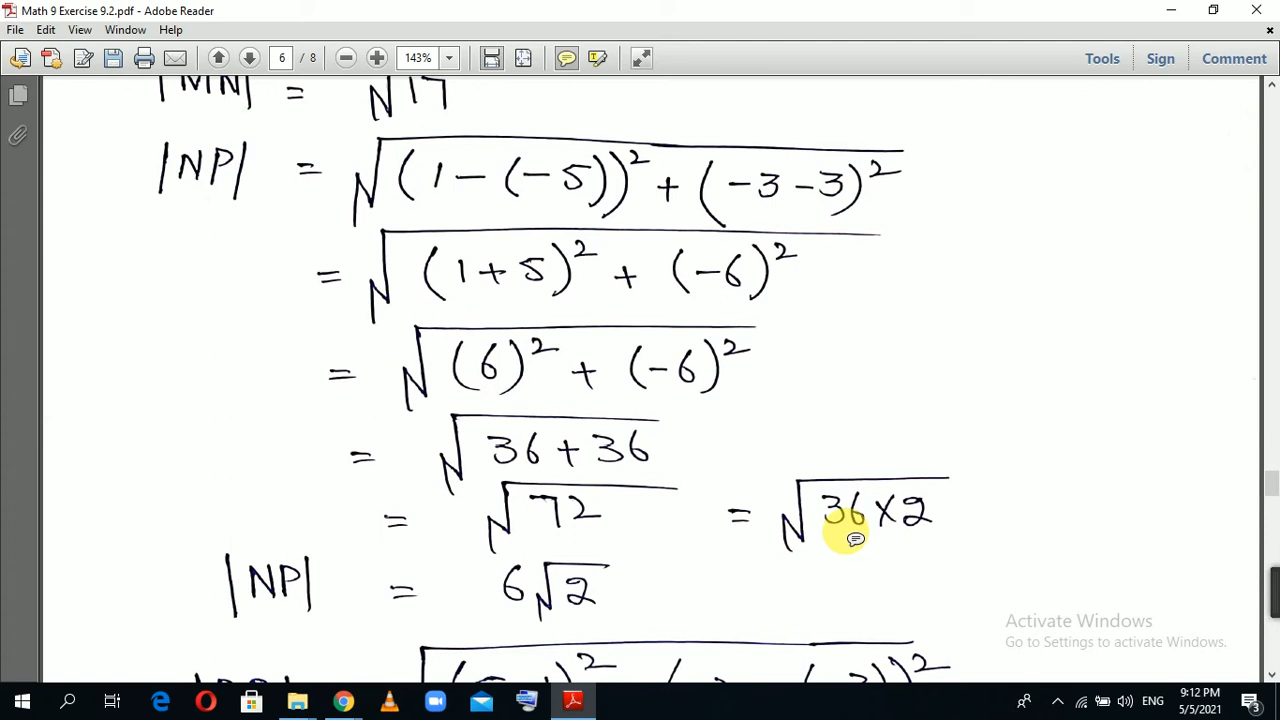 Math 9 Exercise 9.2.pdf - Adobe Reader
File Edit View Window Help
6 / 8 143% Tools Sign Comment
|MN| = √17
|NP| = √(1-(-5))² + (-3-3)²
= √(1+5)² + (-6)²
= √(6)² + (-6)²
= √36+36
= √72 = √36×2
|NP| = 6√2
Activate Windows
Go to Settings to activate Windows.
9:12 PM
ENG
5/5/2021
3